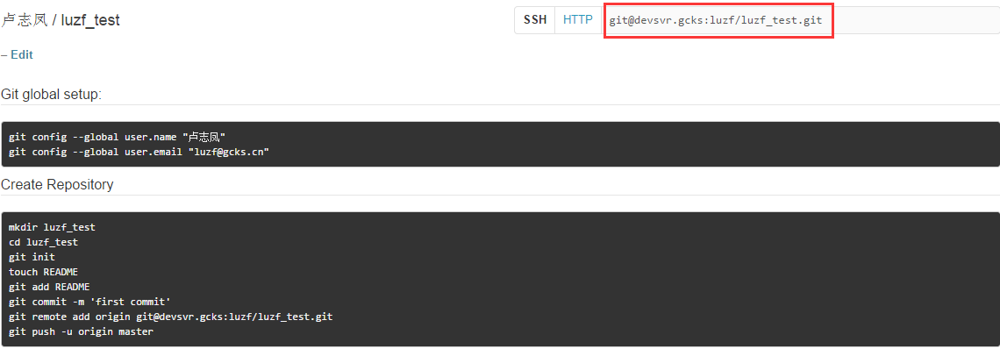 卢志凤 / luzf_test
SSH HTTP git@devsvr.gcks:luzf/luzf_test.git
– Edit
Git global setup:
git config --global user.name "卢志凤"
git config --global user.email "luzf@gcks.cn"
Create Repository
mkdir luzf_test
cd luzf_test
git init
touch README
git add README
git commit -m 'first commit'
git remote add origin git@devsvr.gcks:luzf/luzf_test.git
git push -u origin master